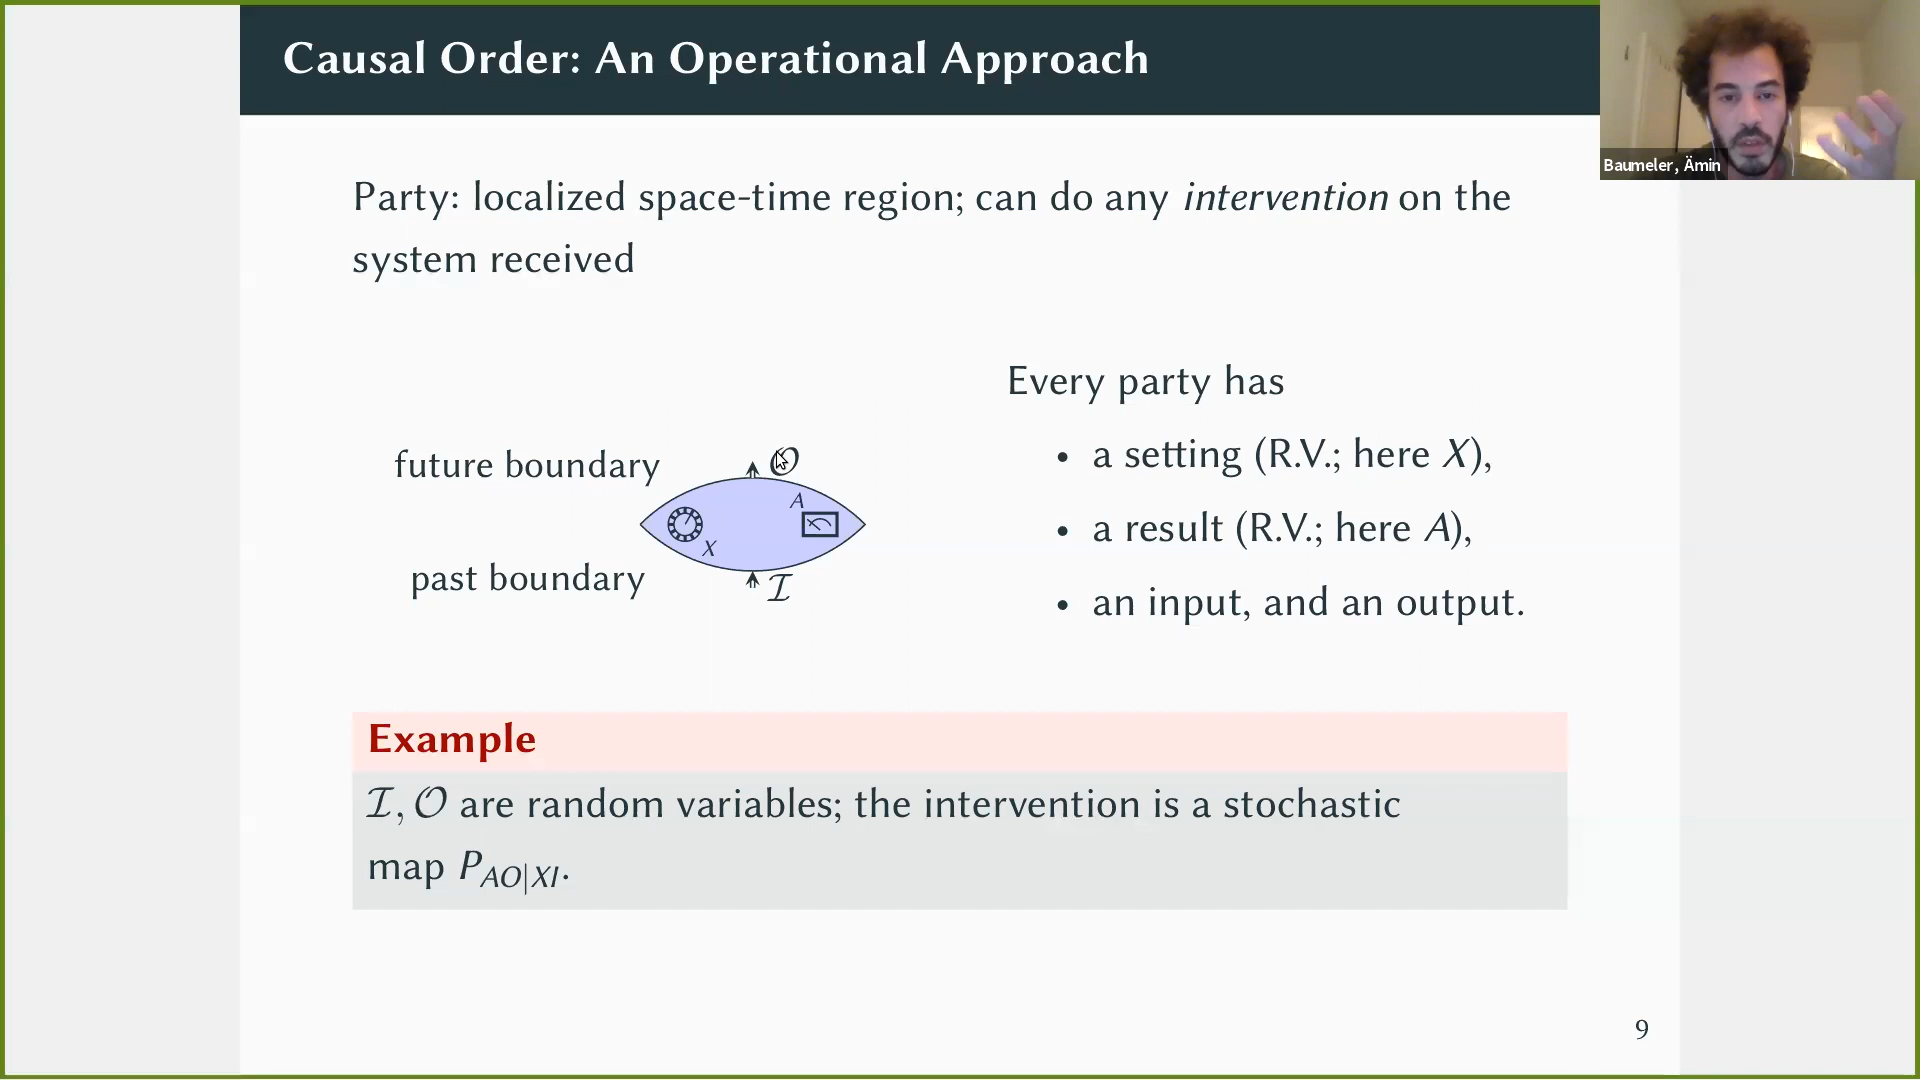 Causal Order: An Operational Approach
Baumeler, Ämin
Party: localized space-time region; can do any intervention on the
system received
Every party has
• a setting (R.V.; here X),
• a result (R.V.; here A),
• an input, and an output.
future boundary
𝒪
A
X
past boundary
ℐ
Example
ℐ, 𝒪 are random variables; the intervention is a stochastic
map P_{AO|XI}.
9